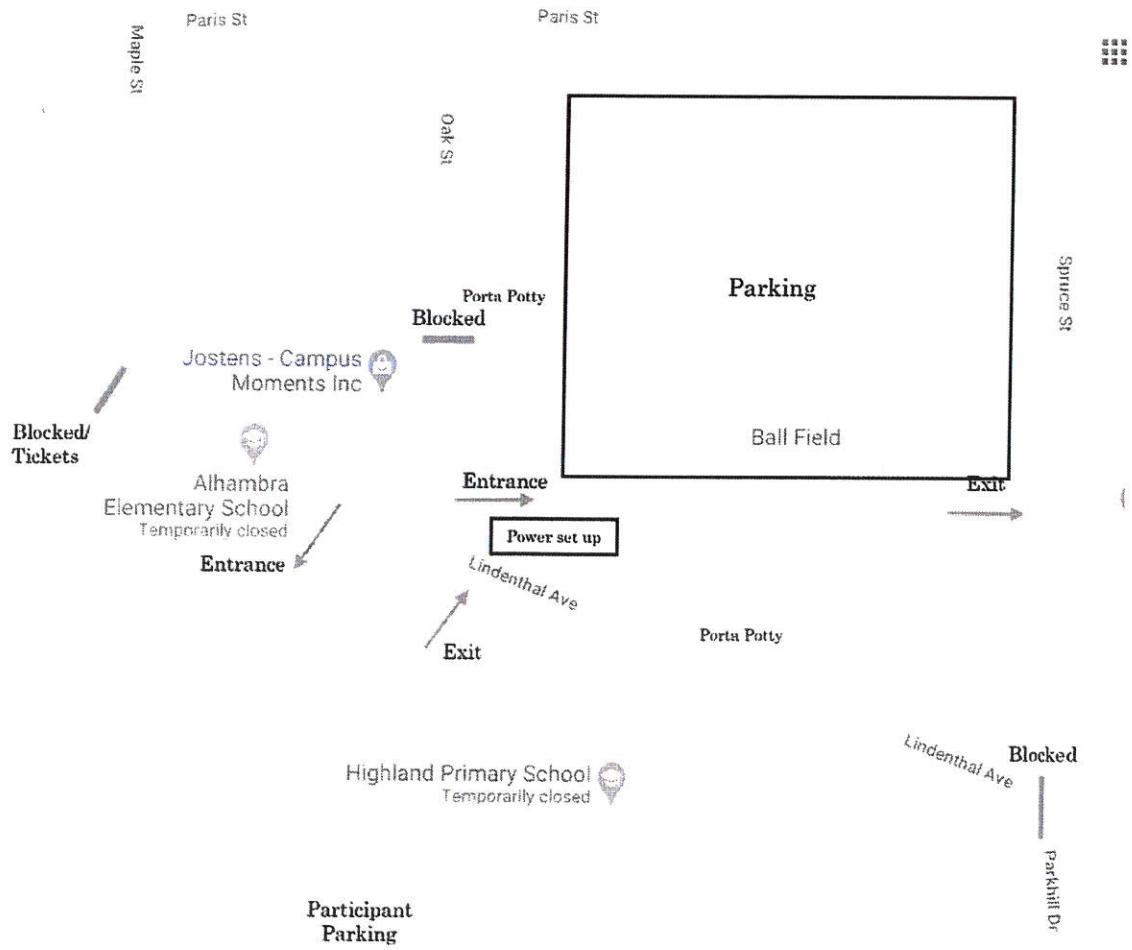 Paris St
Paris St
Maple St
Oak St
Spruce St
Parking
Porta Potty
Blocked
Jostens - Campus
Moments Inc
Blocked/
Tickets
Ball Field
Alhambra
Elementary School
Temporarily closed
Entrance
Exit
Power set up
Entrance
Lindenthal Ave
Porta Potty
Exit
Lindenthal Ave
Blocked
Highland Primary School
Temporarily closed
Parkhill Dr
Participant
Parking